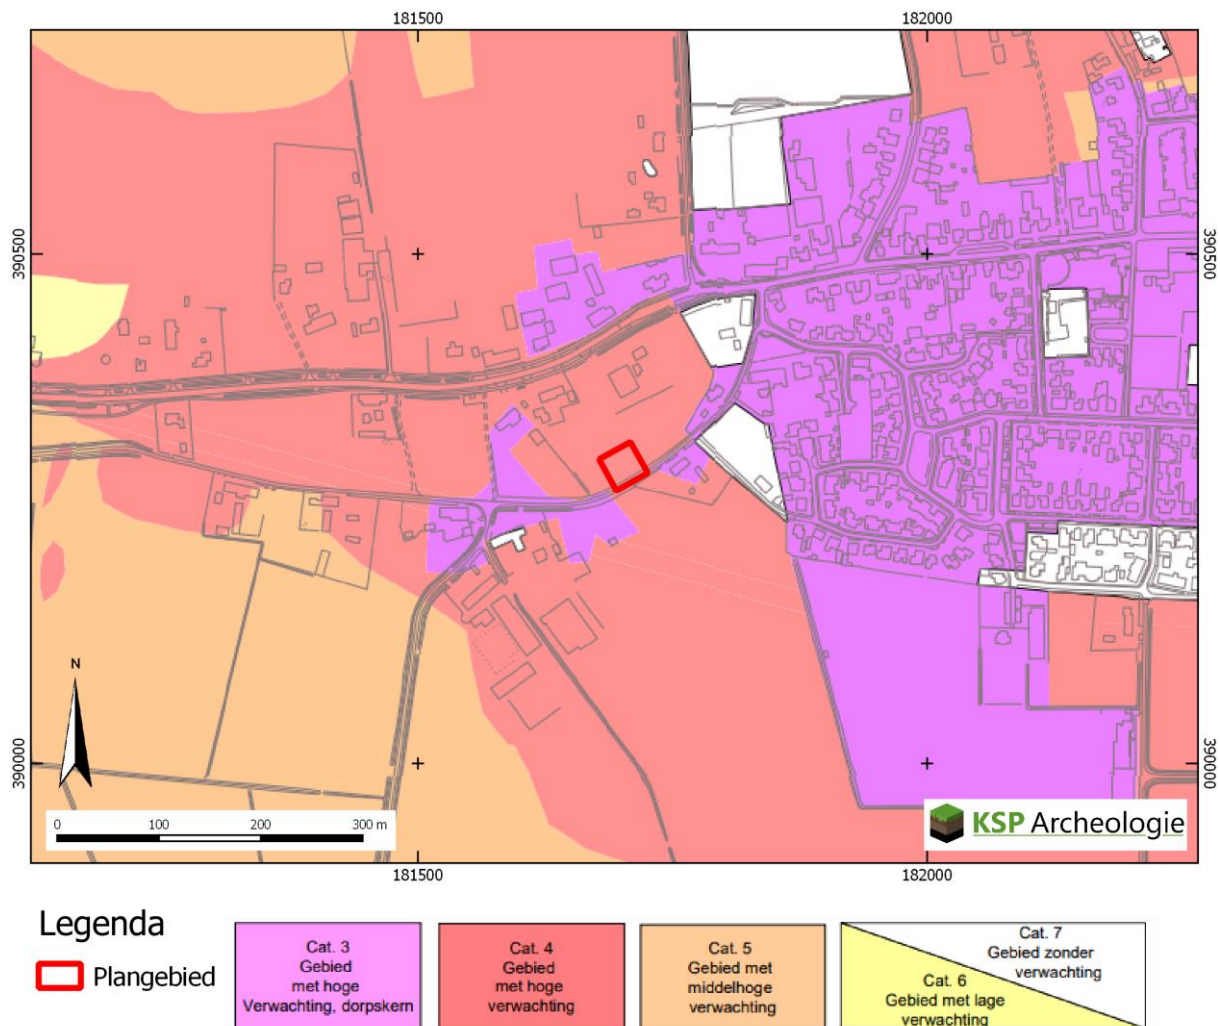 181500 182000
390500 390500
390000 390000
N
0 100 200 300 m
KSP Archeologie
181500 182000
Legenda
Plangebied
Cat. 3
Gebied
met hoge
Verwachting, dorpskern
Cat. 4
Gebied
met hoge
verwachting
Cat. 5
Gebied met
middelhoge
verwachting
Cat. 7
Gebied zonder
verwachting
Cat. 6
Gebied met lage
verwachting